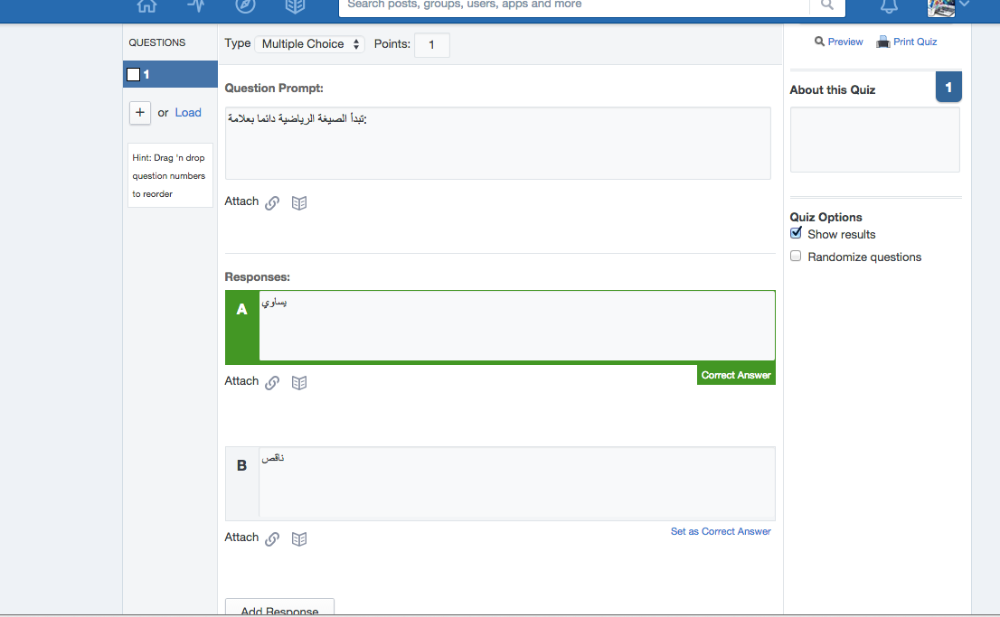 Search posts, groups, users, apps and more
QUESTIONS
Type Multiple Choice Points: 1
Preview Print Quiz
1
Question Prompt:
About this Quiz 1
تبدأ الصيغة الرياضية دائما بعلامة:
+ or Load
Hint: Drag 'n drop
question numbers
to reorder
Attach
Quiz Options
Show results
Randomize questions
Responses:
A يساوي
Correct Answer
Attach
B ناقص
Set as Correct Answer
Attach
Add Response